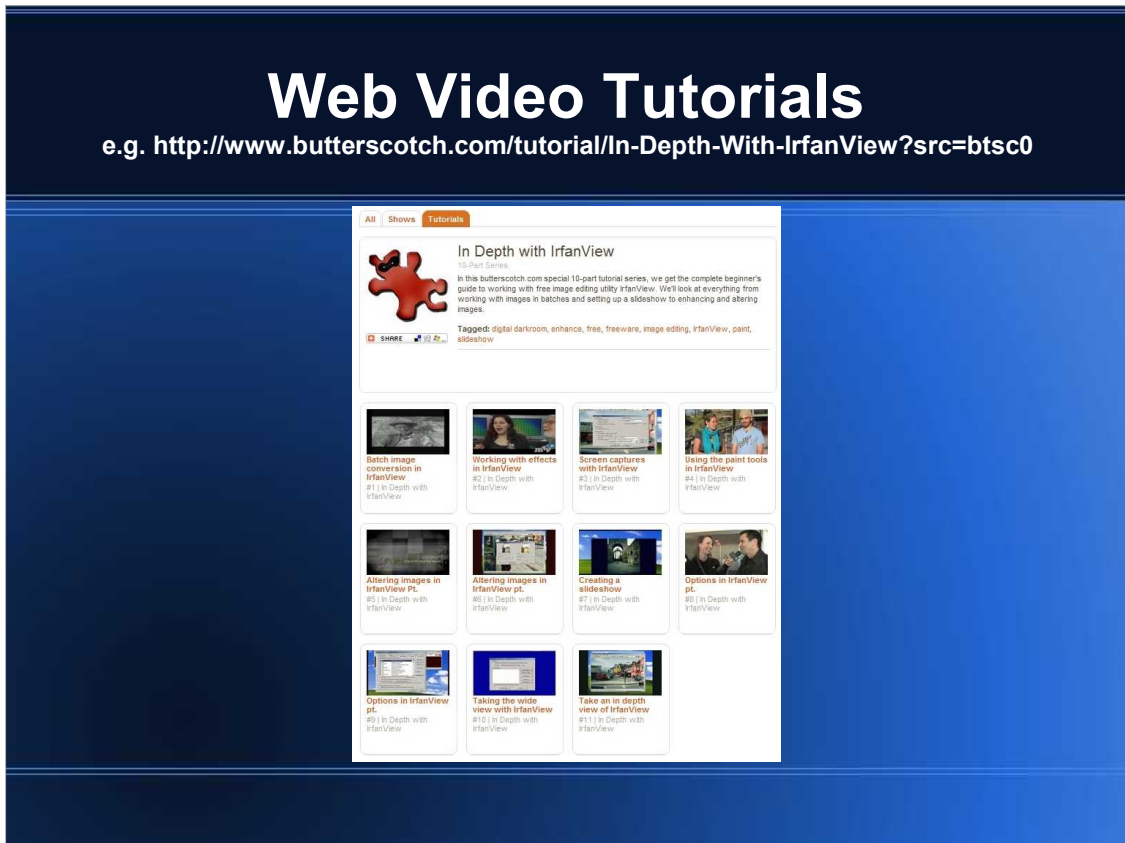 Web Video Tutorials
e.g. http://www.butterscotch.com/tutorial/In-Depth-With-IrfanView?src=btsc0
All Shows Tutorials
In Depth with IrfanView
10-Part Series
In this butterscotch.com special 10-part tutorial series, we get the complete beginner's
guide to working with free image editing utility IrfanView. We'll look at everything from
working with images in batches and setting up a slideshow to enhancing and altering
images.
Tagged: digital darkroom, enhance, free, freeware, image editing, irfanView, paint,
slideshow
SHARE
Batch image
conversion in
IrfanView
#1 | In Depth with
IrfanView
Working with effects
in IrfanView
#2 | In Depth with
IrfanView
Screen captures
with IrfanView
#3 | In Depth with
IrfanView
Using the paint tools
in IrfanView
#4 | In Depth with
IrfanView
Altering images in
IrfanView Pt.
#5 | In Depth with
IrfanView
Altering images in
IrfanView pt.
#6 | In Depth with
IrfanView
Creating a
slideshow
#7 | In Depth with
IrfanView
Options in IrfanView
pt.
#8 | In Depth with
IrfanView
Options in IrfanView
pt.
#9 | In Depth with
IrfanView
Taking the wide
view with IrfanView
#10 | In Depth with
IrfanView
Take an in depth
view of IrfanView
#11 | In Depth with
IrfanView